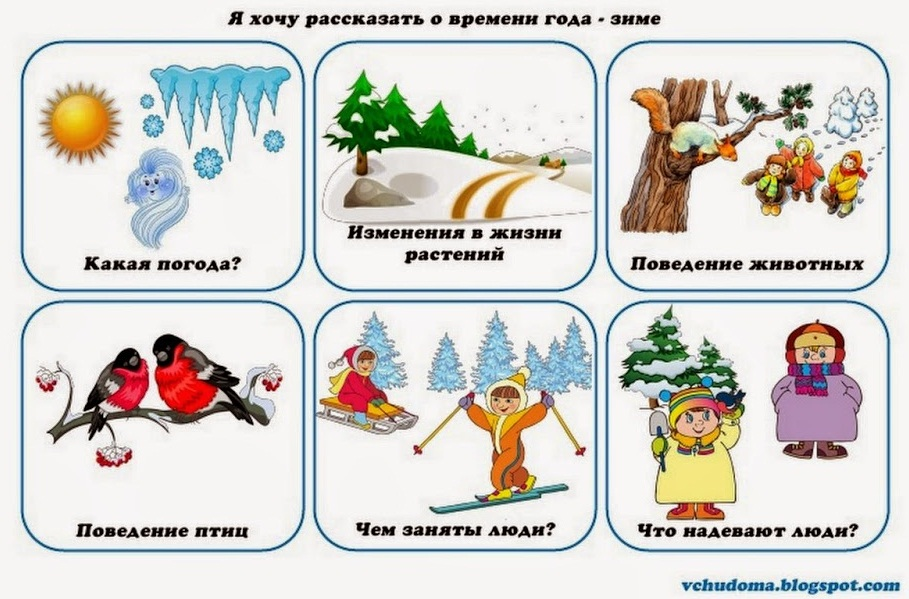 Я хочу рассказать о времени года - зиме
Какая погода?
Изменения в жизни
растений
Поведение животных
Поведение птиц
Чем заняты люди?
Что надевают люди?
vchudoma.blogspot.com